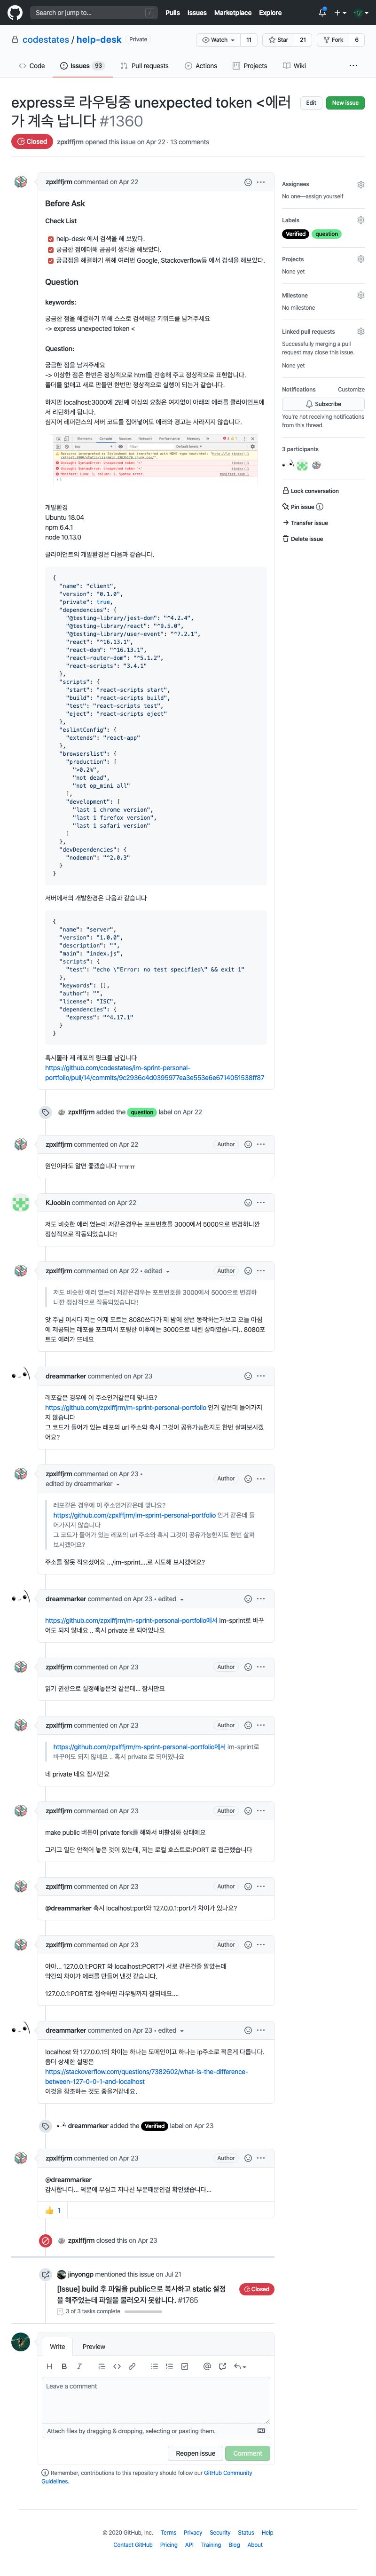 Search or jump to... /
Pulls Issues Marketplace Explore
codestates / help-desk Private
Watch 11 Star 21 Fork 6
Code Issues 93 Pull requests Actions Projects Wiki ...
express로 라우팅중 unexpected token <에러
가 계속 납니다 #1360
Edit New issue
Closed zpxlffjrm opened this issue on Apr 22 · 13 comments
zpxlffjrm commented on Apr 22
Before Ask
Check List
help-desk 에서 검색을 해 보았다.
궁금한 점에대해 곰곰히 생각을 해보았다.
궁금점을 해결하기 위해 여러번 Google, Stackoverflow등 에서 검색을 해보았다.
Question
keywords:
궁금한 점을 해결하기 위해 스스로 검색해본 키워드를 남겨주세요
-> express unexpected token <
Question:
궁금한 점을 남겨주세요
-> 이상한 점은 한번은 정상적으로 html을 전송해 주고 정상적으로 표현합니다.
폴더를 없애고 새로 만들면 한번만 정상적으로 실행이 되는거 같습니다.
하지만 localhost:3000에 2번째 이상의 요청은 여지없이 아래의 에러를 클라이언트에
서 리턴하게 됩니다.
심지어 레퍼런스의 서버 코드를 집어넣어도 에러와 경고는 사라지지 않습니다.
Elements Console Sources Network Performance Memory
개발환경
Ubuntu 18.04
npm 6.4.1
node 10.13.0
클라이언트의 개발환경은 다음과 같습니다.
{
"name": "client",
"version": "0.1.0",
"private": true,
"dependencies": {
"@testing-library/jest-dom": "^4.2.4",
"@testing-library/react": "^9.5.0",
"@testing-library/user-event": "^7.2.1",
"react": "^16.13.1",
"react-dom": "^16.13.1",
"react-router-dom": "^5.1.2",
"react-scripts": "3.4.1"
},
"scripts": {
"start": "react-scripts start",
"build": "react-scripts build",
"test": "react-scripts test",
"eject": "react-scripts eject"
},
"eslintConfig": {
"extends": "react-app"
},
"browserslist": {
"production": [
">0.2%",
"not dead",
"not op_mini all"
],
"development": [
"last 1 chrome version",
"last 1 firefox version",
"last 1 safari version"
]
},
"devDependencies": {
"nodemon": "^2.0.3"
}
}
서버에서의 개발환경은 다음과 같습니다
{
"name": "server",
"version": "1.0.0",
"description": "",
"main": "index.js",
"scripts": {
"test": "echo \"Error: no test specified\" && exit 1"
},
"keywords": [],
"author": "",
"license": "ISC",
"dependencies": {
"express": "^4.17.1"
}
}
혹시몰라 제 레포의 링크를 남깁니다
https://github.com/codestates/im-sprint-personal-
portfolio/pull/14/commits/9c2936c4d0395977ea3e553e6e6714051538ff87
zpxlffjrm added the question label on Apr 22
zpxlffjrm commented on Apr 22 Author
원인이라도 알면 좋겠습니다 ㅠㅠㅠ
KJoobin commented on Apr 22
저도 비슷한 에러 떴는데 저같은경우는 포트번호를 3000에서 5000으로 변경하니깐
정상적으로 작동되었습니다!
zpxlffjrm commented on Apr 22 • edited Author
저도 비슷한 에러 떴는데 저같은경우는 포트번호를 3000에서 5000으로 변경하
니깐 정상적으로 작동되었습니다!
앗 주님 이시다 저는 어제 포트는 8080쓰다가 제 밤에 한번 동작하는거보고 오늘 아침
에 제공되는 레포를 포크떠서 포팅한 이후에는 3000으로 내린 상태였습니다.. 8080포
트도 에러가 뜨네요
dreammarker commented on Apr 23
레포같은 경우에 이 주소인거같은데 맞나요?
https://github.com/zpxlffjrm/m-sprint-personal-portfolio 인거 같은데 들어가지
지 않습니다
그 코드가 들어가 있는 레포의 url 주소와 혹시 그것이 공유가능한지도 한번 살펴보시겠
어요?
zpxlffjrm commented on Apr 23 • Author
edited by dreammarker
레포같은 경우에 이 주소인거같은데 맞나요?
https://github.com/zpxlffjrm/im-sprint-personal-portfolio 인거 같은데 들
어가지지 않습니다
그 코드가 들어가 있는 레포의 url 주소와 혹시 그것이 공유가능한지도 한번 살펴
보시겠어요?
주소를 잘못 적으셨어요 .../im-sprint....로 시도해 보시겠어요?
dreammarker commented on Apr 23 • edited
https://github.com/zpxlffjrm/m-sprint-personal-portfolio에서 im-sprint로 바꾸
어도 되지 않네요 .. 혹시 private 로 되어있나요
zpxlffjrm commented on Apr 23 Author
읽기 권한으로 설정해놓은것 같은데... 잠시만요
zpxlffjrm commented on Apr 23 Author
https://github.com/zpxlffjrm/m-sprint-personal-portfolio에서 im-sprint로
바꾸어도 되지 않네요 .. 혹시 private 로 되어있나요
네 private 네요 잠시만요
zpxlffjrm commented on Apr 23 Author
make public 버튼이 private fork를 해와서 비활성화 상태에요
그리고 일단 안적어 놓은 것이 있는데, 저는 로컬 호스트로:PORT 로 접근했습니다
zpxlffjrm commented on Apr 23 Author
@dreammarker 혹시 localhost:port와 127.0.0.1:port가 차이가 있나요?
zpxlffjrm commented on Apr 23 Author
아아... 127.0.0.1:PORT 와 localhost:PORT가 서로 같은건줄 알았는데
약간의 차이가 에러를 만들어 낸것 같습니다.
127.0.0.1:PORT로 접속하면 라우팅까지 잘되네요....
dreammarker commented on Apr 23 • edited
localhost 와 127.0.0.1의 차이는 하나는 도메인이고 하나는 ip주소로 적은게 다릅니다.
좀더 상세한 설명은
https://stackoverflow.com/questions/7382602/what-is-the-difference-
between-127-0-0-1-and-localhost
이것을 참조하는 것도 좋을거같네요.
dreammarker added the Verified label on Apr 23
zpxlffjrm commented on Apr 23 Author
@dreammarker
감사합니다... 덕분에 무심코 지나친 부분때문인걸 확인했습니다...
👍 1
zpxlffjrm closed this on Apr 23
jinyongp mentioned this issue on Jul 21
[Issue] build 후 파일을 public으로 복사하고 static 설정
을 해주었는데 파일을 불러오지 못합니다. #1765
Closed
3 of 3 tasks complete
Write Preview
Leave a comment
Attach files by dragging & dropping, selecting or pasting them.
Reopen issue Comment
Remember, contributions to this repository should follow our GitHub Community
Guidelines.
Assignees
No one—assign yourself
Labels
Verified question
Projects
None yet
Milestone
No milestone
Linked pull requests
Successfully merging a pull
request may close this issue.
None yet
Notifications Customize
Subscribe
You're not receiving notifications
from this thread.
3 participants
Lock conversation
Pin issue
Transfer issue
Delete issue
© 2020 GitHub, Inc. Terms Privacy Security Status Help
Contact GitHub Pricing API Training Blog About